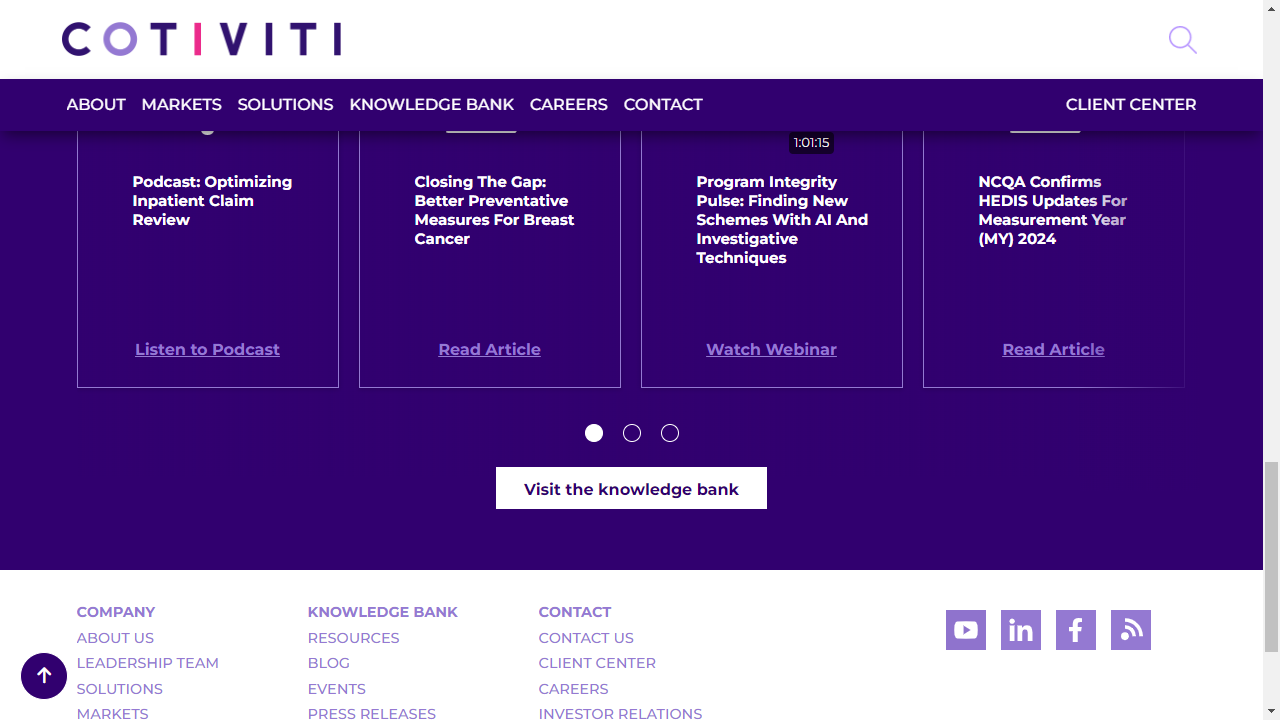 COTIVITI
ABOUT MARKETS SOLUTIONS KNOWLEDGE BANK CAREERS CONTACT CLIENT CENTER
1:01:15
Podcast: Optimizing
Inpatient Claim
Review
Listen to Podcast
Closing The Gap:
Better Preventative
Measures For Breast
Cancer
Read Article
Program Integrity
Pulse: Finding New
Schemes With AI And
Investigative
Techniques
Watch Webinar
NCQA Confirms
HEDIS Updates For
Measurement Year
(MY) 2024
Read Article
Visit the knowledge bank
COMPANY
ABOUT US
LEADERSHIP TEAM
SOLUTIONS
MARKETS
KNOWLEDGE BANK
RESOURCES
BLOG
EVENTS
PRESS RELEASES
CONTACT
CONTACT US
CLIENT CENTER
CAREERS
INVESTOR RELATIONS